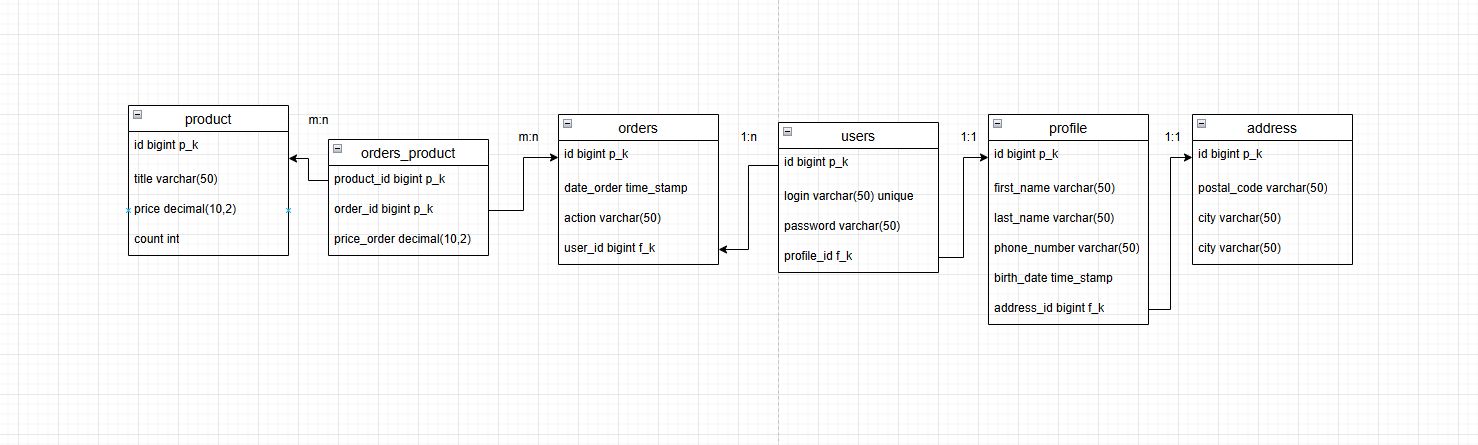 product
id bigint p_k
title varchar(50)
price decimal(10,2)
count int
m:n
orders_product
product_id bigint p_k
order_id bigint p_k
price_order decimal(10,2)
m:n
orders
id bigint p_k
date_order time_stamp
action varchar(50)
user_id bigint f_k
1:n
users
id bigint p_k
login varchar(50) unique
password varchar(50)
profile_id f_k
1:1
profile
id bigint p_k
first_name varchar(50)
last_name varchar(50)
phone_number varchar(50)
birth_date time_stamp
address_id bigint f_k
1:1
address
id bigint p_k
postal_code varchar(50)
city varchar(50)
city varchar(50)